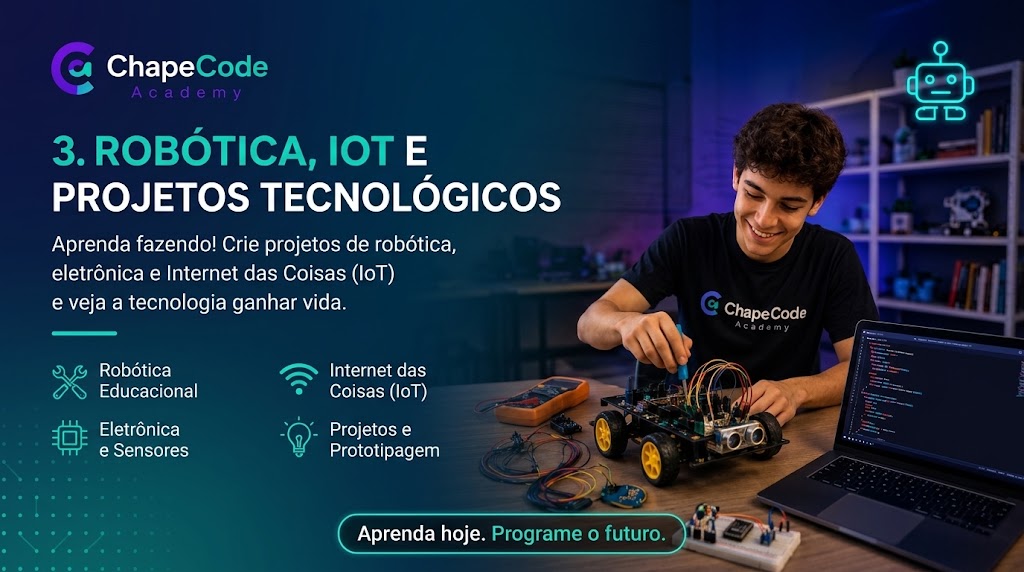 ChapeCode
Academy
3. ROBÓTICA, IOT E
PROJETOS TECNOLÓGICOS
Aprenda fazendo! Crie projetos de robótica,
eletrônica e Internet das Coisas (IoT)
e veja a tecnologia ganhar vida.
Robótica
Educacional
Internet das
Coisas (IoT)
Eletrônica
e Sensores
Projetos e
Prototipagem
ChapeCode
Academy
Aprenda hoje. Programe o futuro.